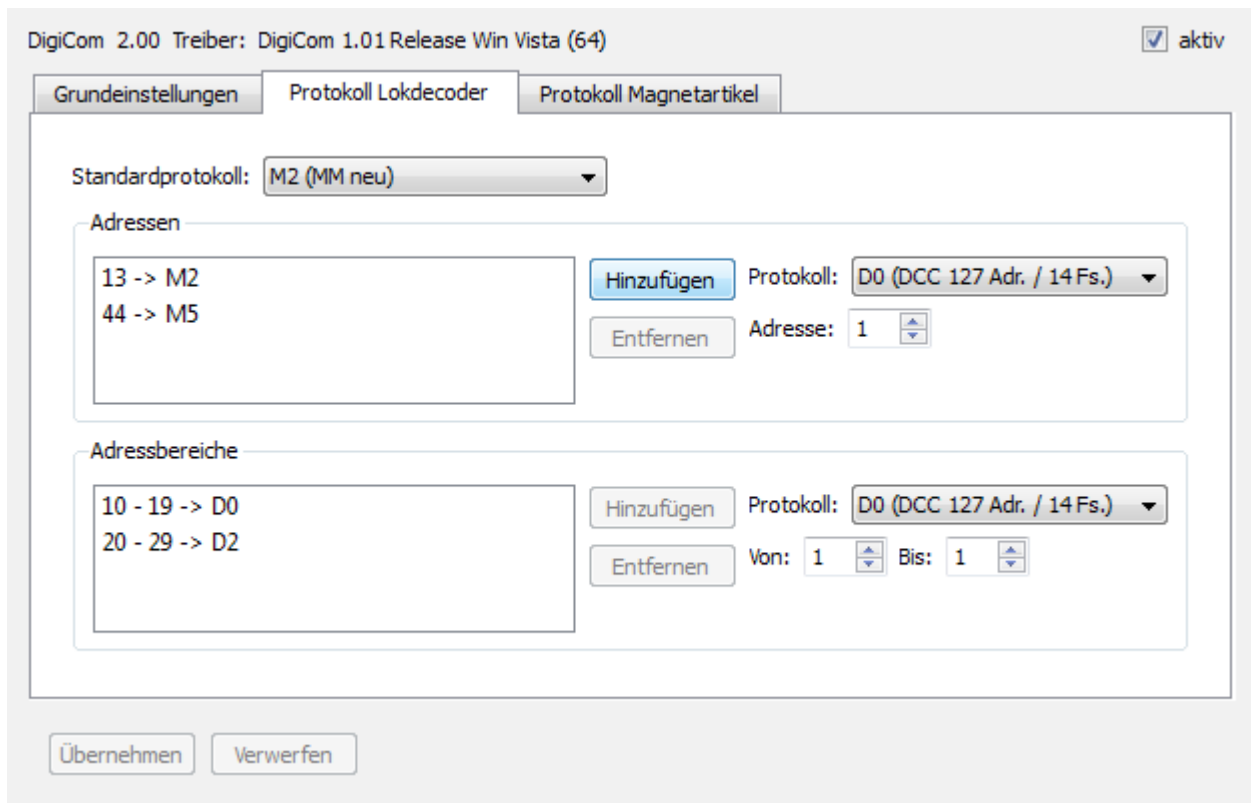 DigiCom 2.00 Treiber: DigiCom 1.01 Release Win Vista (64) aktiv
Grundeinstellungen Protokoll Lokdecoder Protokoll Magnetartikel
Standardprotokoll: M2 (MM neu)
Adressen
13 -> M2
44 -> M5
Hinzufügen Protokoll: D0 (DCC 127 Adr. / 14 Fs.)
Entfernen Adresse: 1
Adressbereiche
10 - 19 -> D0
20 - 29 -> D2
Hinzufügen Protokoll: D0 (DCC 127 Adr. / 14 Fs.)
Entfernen Von: 1 Bis: 1
Übernehmen Verwerfen